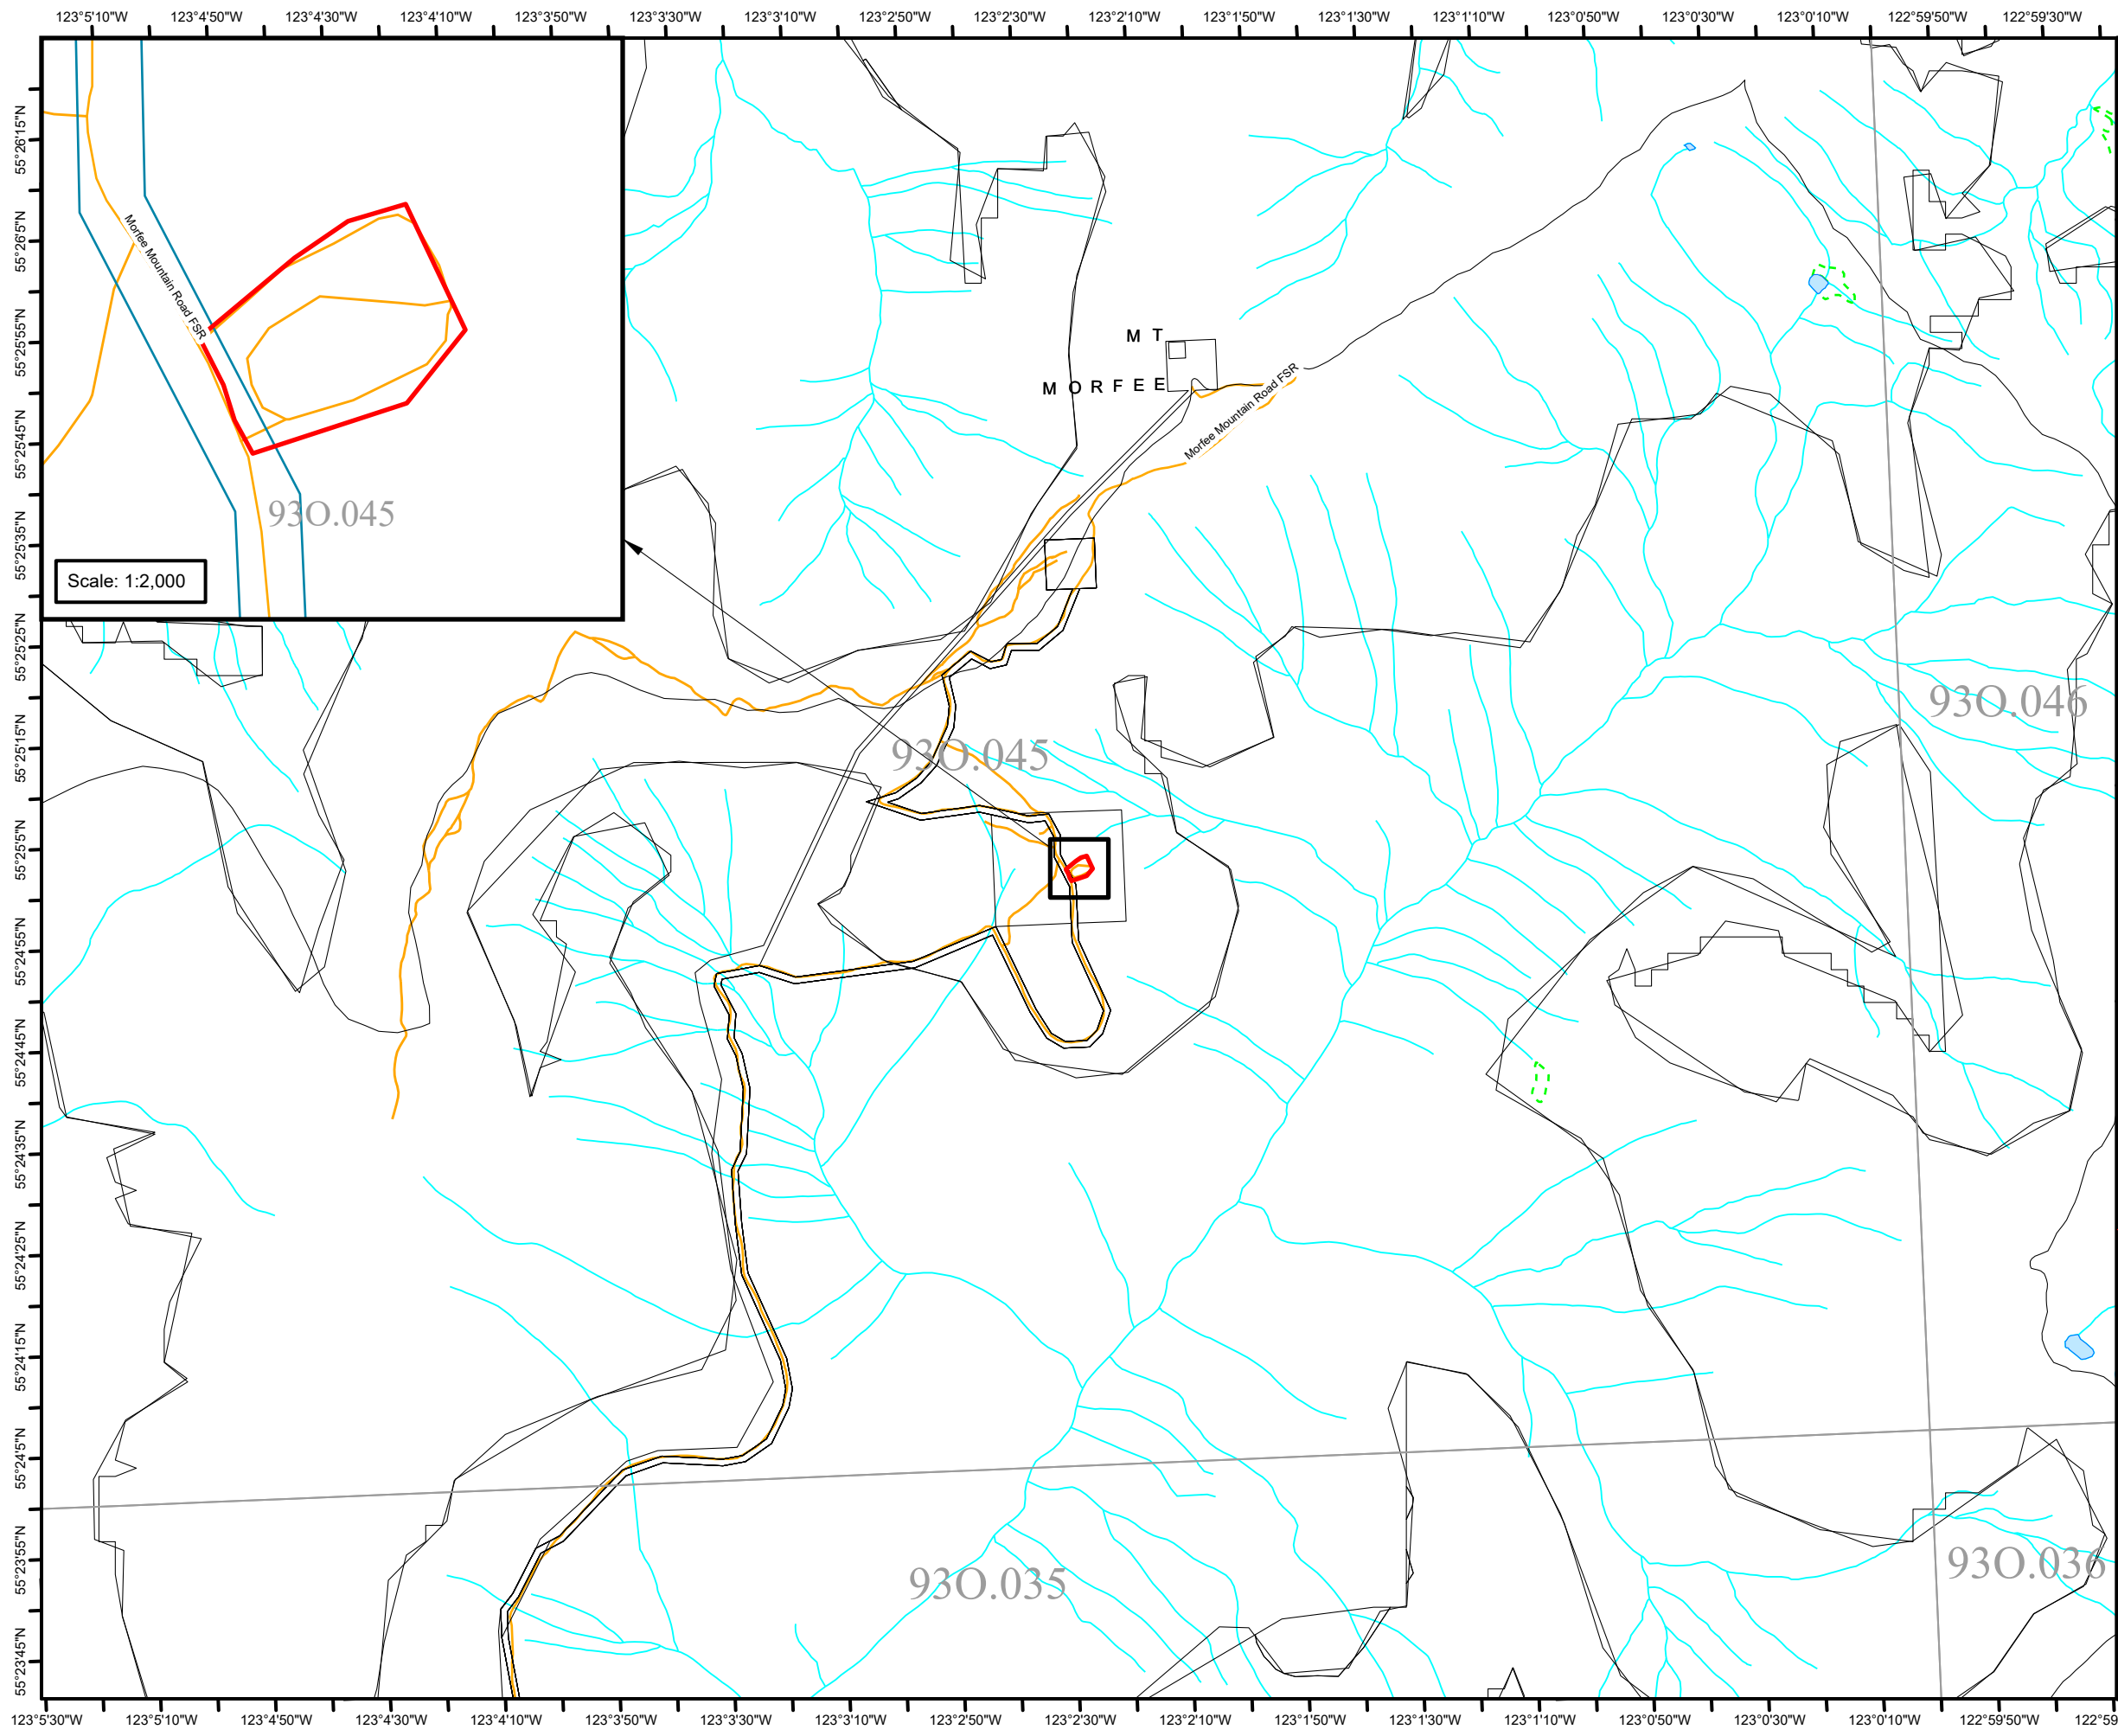 123°5'10"W 123°4'50"W 123°4'30"W 123°4'10"W 123°3'50"W 123°3'30"W 123°3'10"W 123°2'50"W 123°2'30"W 123°2'10"W 123°1'50"W 123°1'30"W 123°1'10"W 123°0'50"W 123°0'30"W 123°0'10"W 122°59'50"W 122°59'30"W
55°26'15"N
55°26'5"N
55°25'55"N
55°25'45"N
55°25'35"N
55°25'25"N
55°25'15"N
55°25'5"N
55°24'55"N
55°24'45"N
55°24'35"N
55°24'25"N
55°24'15"N
55°24'5"N
55°23'55"N
55°23'45"N
Morfee Mountain Road FSR
93O.045
Scale: 1:2,000
MT
MORFEE
Morfee Mountain Road FSR
93O.046
93O.045
93O.035
93O.036
123°5'30"W 123°5'10"W 123°4'50"W 123°4'30"W 123°4'10"W 123°3'50"W 123°3'30"W 123°3'10"W 123°2'50"W 123°2'30"W 123°2'10"W 123°1'50"W 123°1'30"W 123°1'10"W 123°0'50"W 123°0'30"W 123°0'10"W 122°59'50"W 122°59